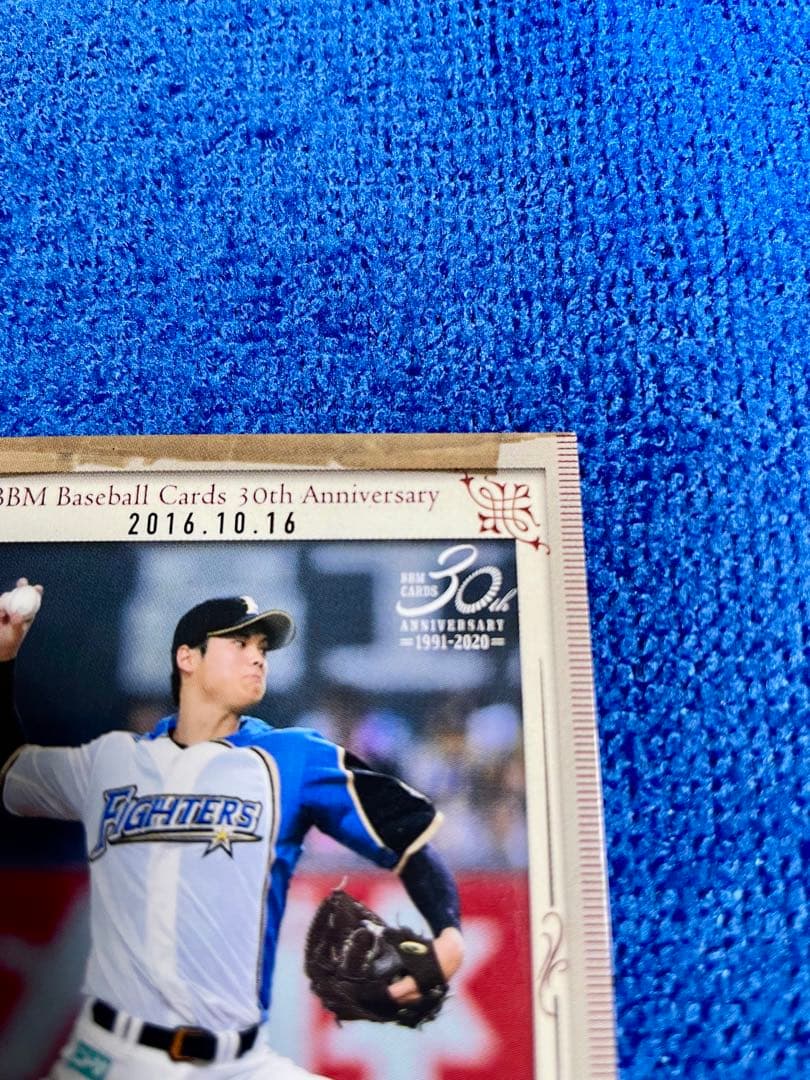 BBM Baseball Cards 30th Anniversary
2016.10.16
BBM
CARDS
30th
ANNIVERSARY
=1991-2020=
FIGHTERS